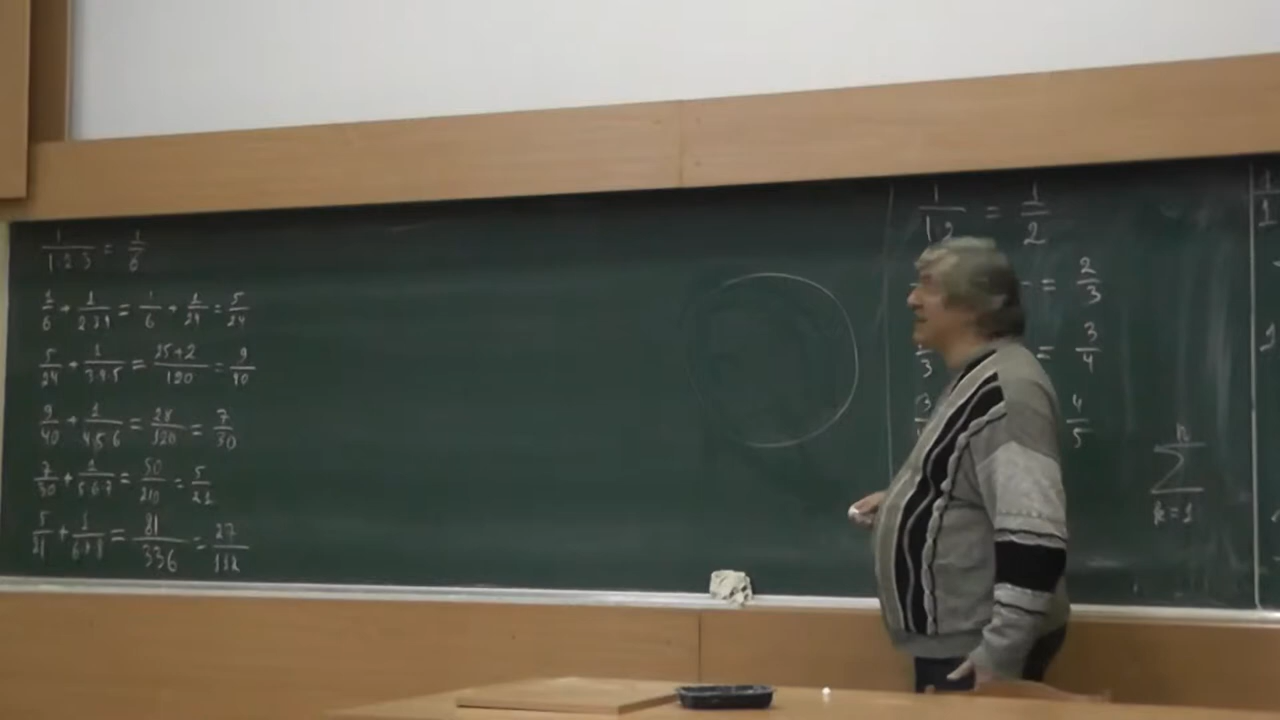 1/(1·2·3) = 1/6
1/6 + 1/(2·3·4) = 1/6 + 1/24 = 5/24
5/24 + 1/(3·4·5) = (25+2)/120 = 9/40
9/40 + 1/(4·5·6) = 28/120 = 7/30
7/30 + 1/(5·6·7) = 50/210 = 5/21
5/21 + 1/(6·7·8) = 81/336 = 27/112
1/(1·2) = 1/2
= 2/3
= 3/4
4/5
n
∑
k=1